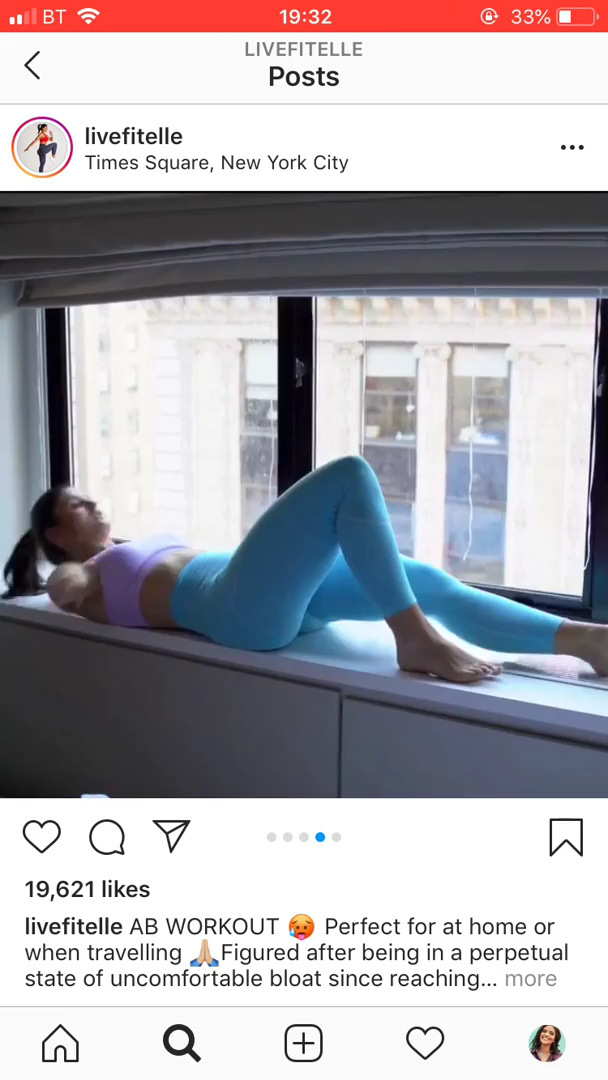 BT 19:32 33%
LIVEFITELLE
Posts
livefitelle
Times Square, New York City
19,621 likes
livefitelle AB WORKOUT 🥵 Perfect for at home or
when travelling 🙏🏼Figured after being in a perpetual
state of uncomfortable bloat since reaching... more